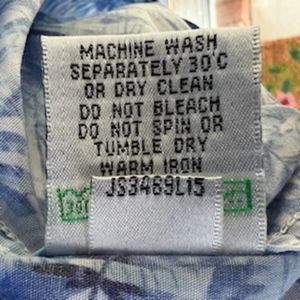 MACHINE WASH
SEPARATELY 30°C
OR DRY CLEAN
DO NOT BLEACH
DO NOT SPIN OR
TUMBLE DRY
WARM IRON
JS3469L15